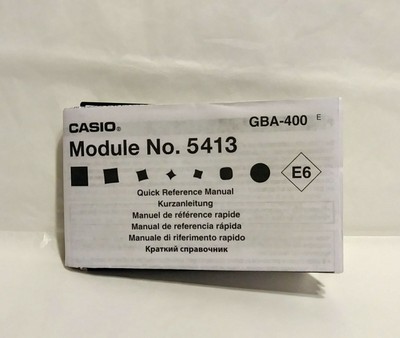 CASIO® GBA-400 E
Module No. 5413
E6
Quick Reference Manual
Kurzanleitung
Manuel de référence rapide
Manual de referencia rápida
Manuale di riferimento rapido
Краткий справочник